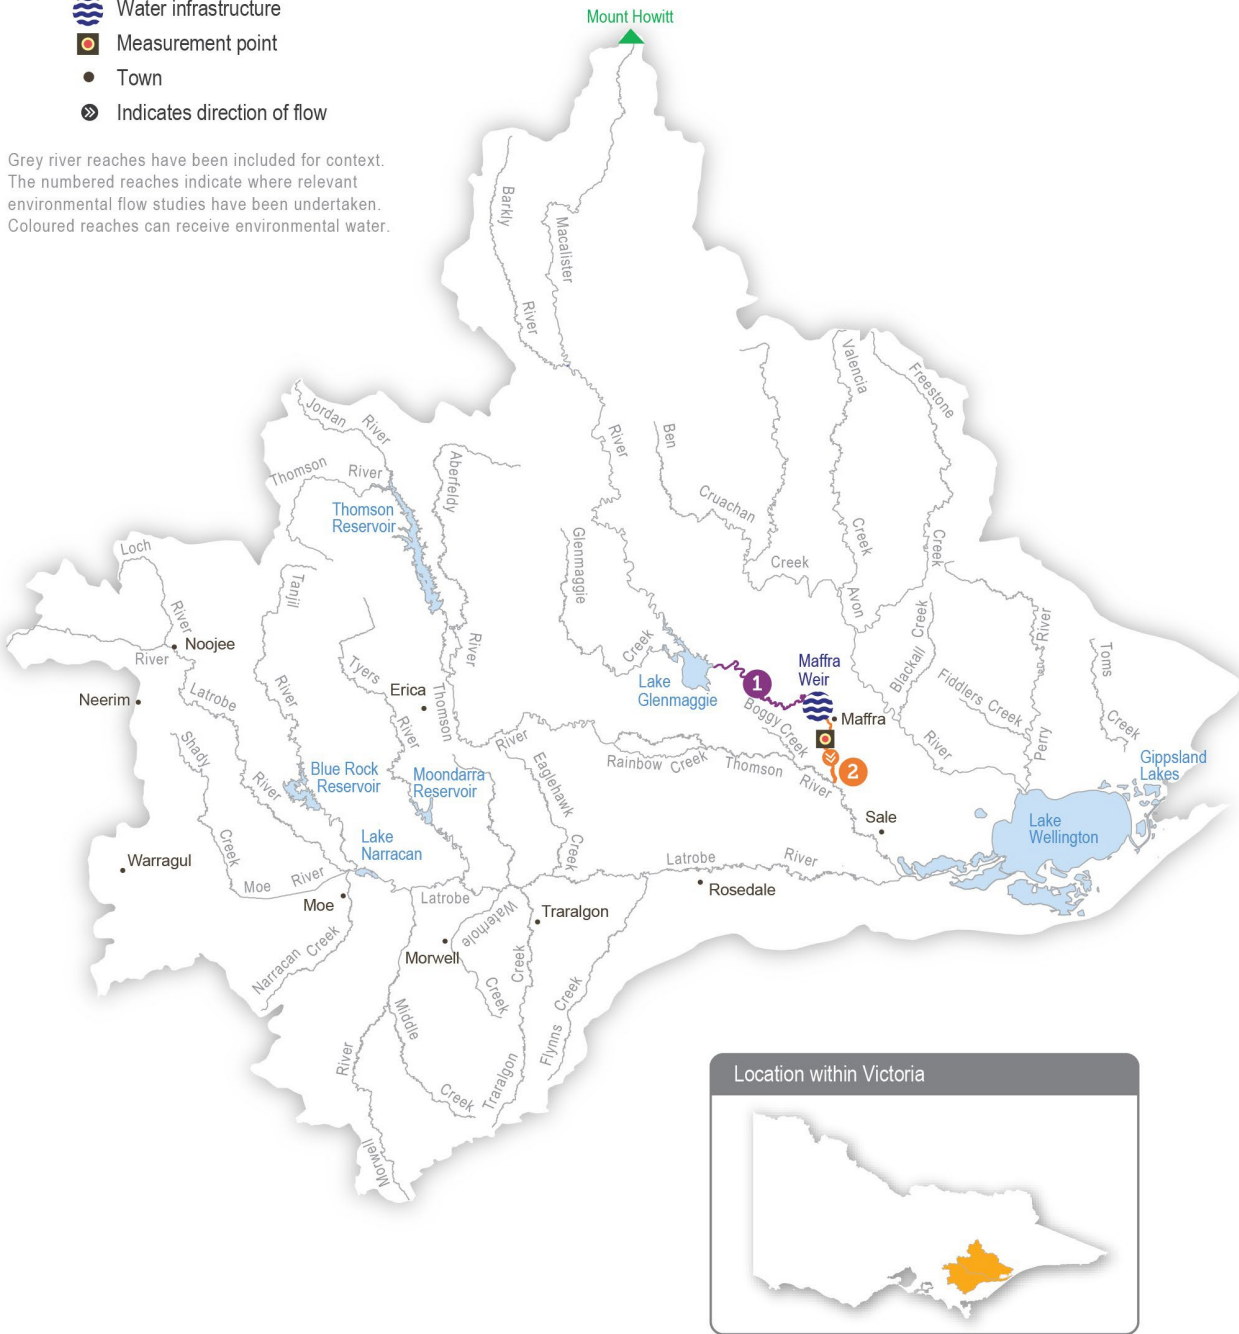 Water infrastructure
Measurement point
Town
Indicates direction of flow
Grey river reaches have been included for context.
The numbered reaches indicate where relevant
environmental flow studies have been undertaken.
Coloured reaches can receive environmental water.
Mount Howitt
Barkly
River
Macalister
River
Jordan
River
Thomson
River
Thomson
Reservoir
Aberfeldy
River
Ben
Cruachan
Creek
Valencia
Creek
Freestone
Creek
Loch
River
Noojee
River
Neerim
Latrobe
River
Tanjil
River
Tyers
River
Erica
Thomson
River
Glenmaggie
Creek
Lake
Glenmaggie
1
Maffra
Weir
Maffra
2
Boggy Creek
Avon
River
Blackall Creek
Fiddlers Creek
Perry
River
Toms
Creek
Gippsland
Lakes
Lake
Wellington
Sale
Rainbow Creek
Thomson
River
Eaglehawk
Creek
Blue Rock
Reservoir
Moondarra
Reservoir
Lake
Narracan
Shady
Creek
Warragul
Moe River
Moe
Latrobe
Latrobe River
Rosedale
Traralgon
Waterhole
Creek
Morwell
Narracan Creek
Middle
Creek
Traralgon
Creek
Flynns Creek
River
Morwell
Location within Victoria